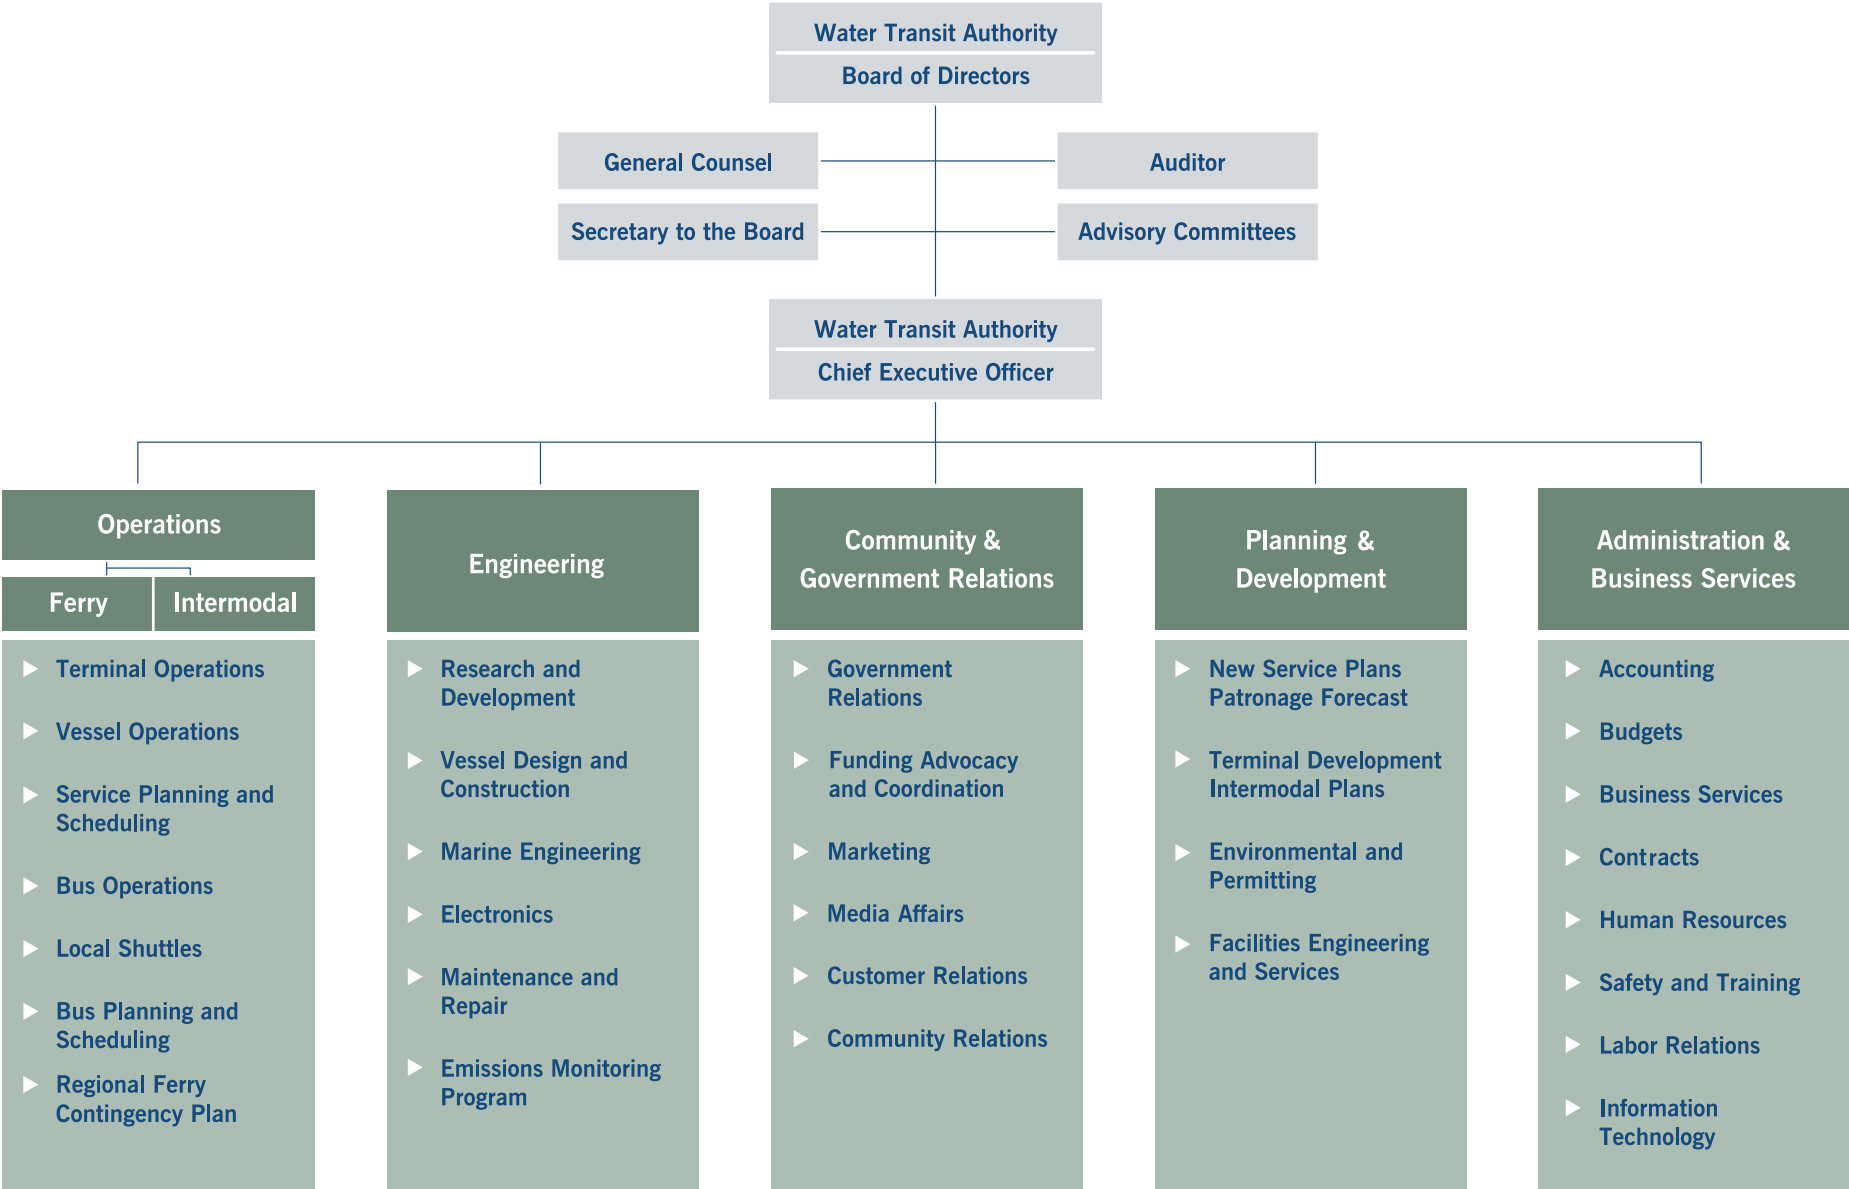 Water Transit Authority
Board of Directors
General Counsel
Auditor
Secretary to the Board
Advisory Committees
Water Transit Authority
Chief Executive Officer
Operations
Ferry
Intermodal
Terminal Operations
Vessel Operations
Service Planning and
Scheduling
Bus Operations
Local Shuttles
Bus Planning and
Scheduling
Regional Ferry
Contingency Plan
Engineering
Research and
Development
Vessel Design and
Construction
Marine Engineering
Electronics
Maintenance and
Repair
Emissions Monitoring
Program
Community &
Government Relations
Government
Relations
Funding Advocacy
and Coordination
Marketing
Media Affairs
Customer Relations
Community Relations
Planning &
Development
New Service Plans
Patronage Forecast
Terminal Development
Intermodal Plans
Environmental and
Permitting
Facilities Engineering
and Services
Administration &
Business Services
Accounting
Budgets
Business Services
Contracts
Human Resources
Safety and Training
Labor Relations
Information
Technology